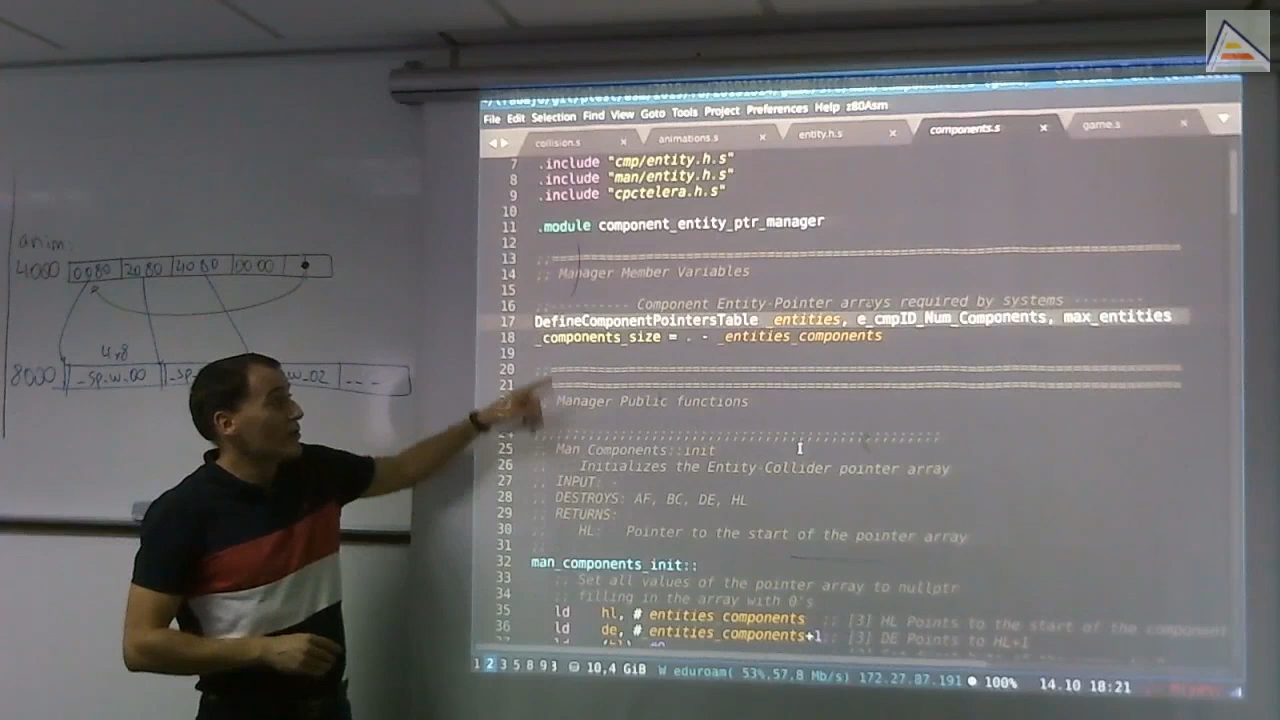 File Edit Selection Find View Goto Tools Project Preferences Help z80Asm
collision.s x animations.s x entity.h.s x components.s x game.s x
7 .include "cmp/entity.h.s"
8 .include "man/entity.h.s"
9 .include "cpctelera.h.s"
10
11 .module component_entity_ptr_manager
12
13
14 ;; Manager Member Variables
15
16 Component Entity-Pointer arrays required by systems
17 DefineComponentPointersTable _entities, e_cmpID_Num_Components, max_entities
18 _components_size = . - _entities_components
19
20
21
Manager Public functions
24
25 ;; Man Components::init
26 ;; Initializes the Entity-Collider pointer array
27 ;; INPUT: -
28 ;; DESTROYS: AF, BC, DE, HL
29 ;; RETURNS:
30 ;; HL: Pointer to the start of the pointer array
31
32 man_components_init::
33 ;; Set all values of the pointer array to nullptr
34 ;; filling in the array with 0's
35 ld hl, #_entities_components ;; [3] HL Points to the start of the component
36 ld de, #_entities_components+1 ;; [3] DE Points to HL+1
1 2 3 5 8 9 10,4 GiB W eduroam( 53%,57,8 Mb/s) 172.27.87.191 100% 14.10 18:21
anim:
4000 0080 2080 4080 0000
4x8
8000 _sp_w_00 _sp w_02 ---